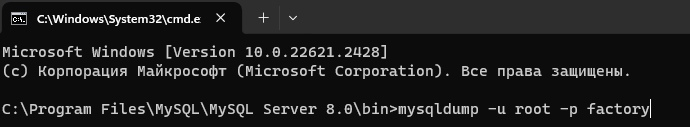 C:\Windows\System32\cmd.e
Microsoft Windows [Version 10.0.22621.2428]
(c) Корпорация Майкрософт (Microsoft Corporation). Все права защищены.
C:\Program Files\MySQL\MySQL Server 8.0\bin>mysqldump -u root -p factory